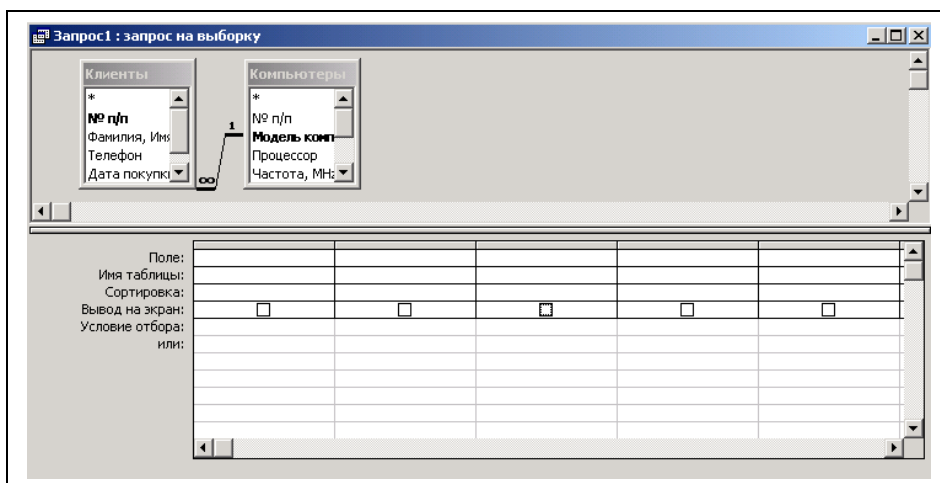 Запрос1 : запрос на выборку
Клиенты
*
№ п/п
Фамилия, Имя
Телефон
Дата покупки
∞
1
Компьютеры
*
№ п/п
Модель комп
Процессор
Частота, MHz
Поле:
Имя таблицы:
Сортировка:
Вывод на экран:
Условие отбора:
или: